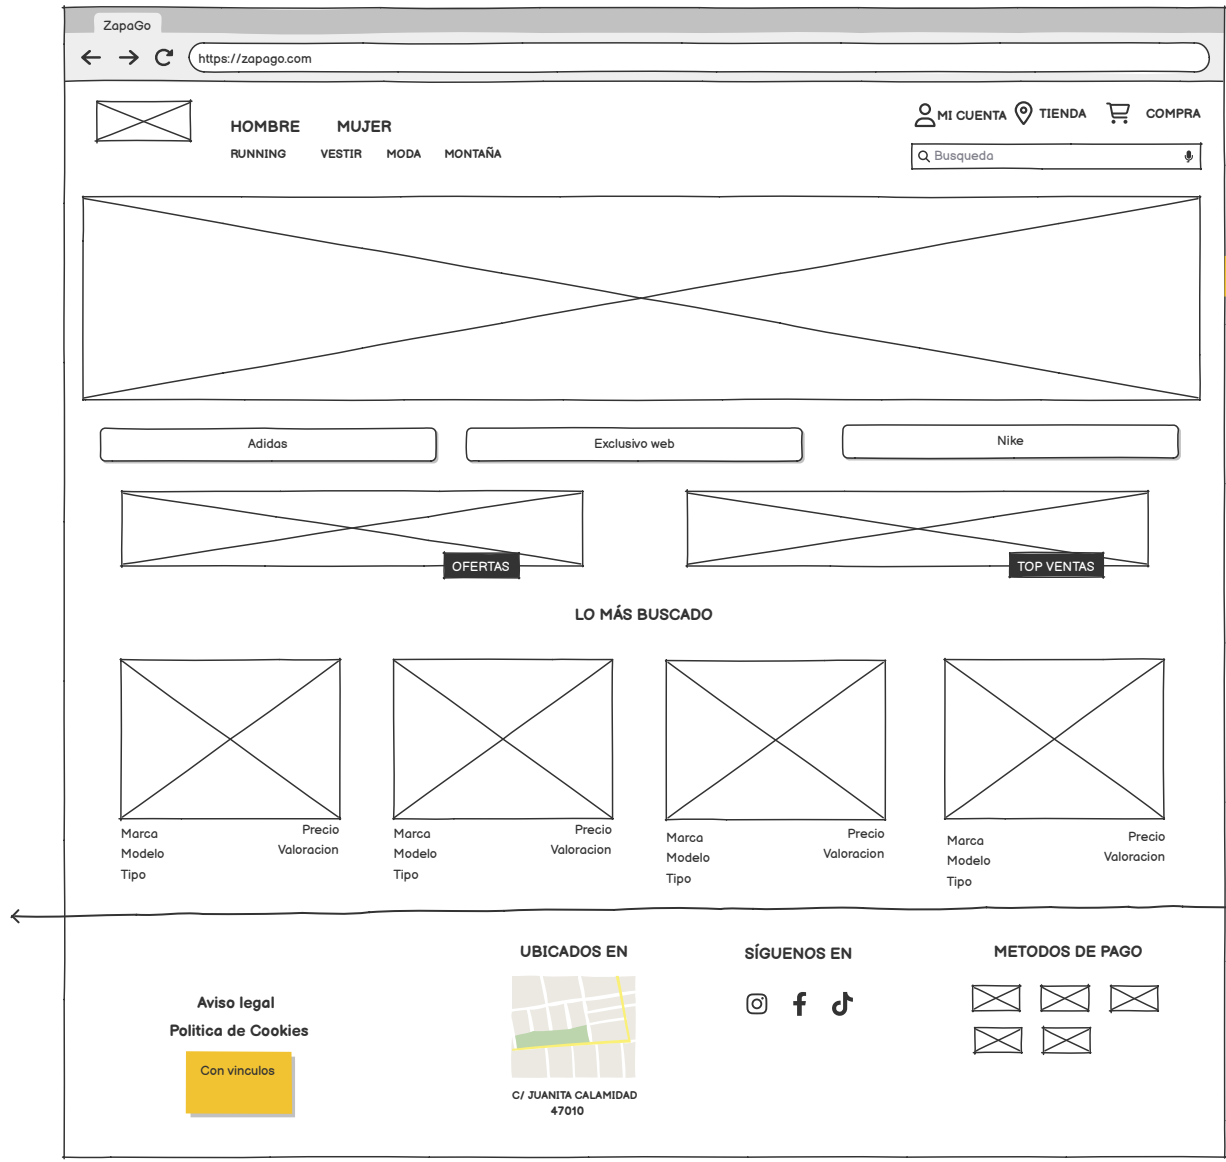 ZapaGo
https://zapago.com
HOMBRE MUJER
RUNNING VESTIR MODA MONTAÑA
MI CUENTA TIENDA COMPRA
Busqueda
Adidas Exclusivo web Nike
OFERTAS TOP VENTAS
LO MÁS BUSCADO
Marca Precio Marca Precio Marca Precio Marca Precio
Modelo Valoracion Modelo Valoracion Modelo Valoracion Modelo Valoracion
Tipo Tipo Tipo Tipo
UBICADOS EN SÍGUENOS EN METODOS DE PAGO
Aviso legal
Politica de Cookies
Con vinculos
C/ JUANITA CALAMIDAD
47010